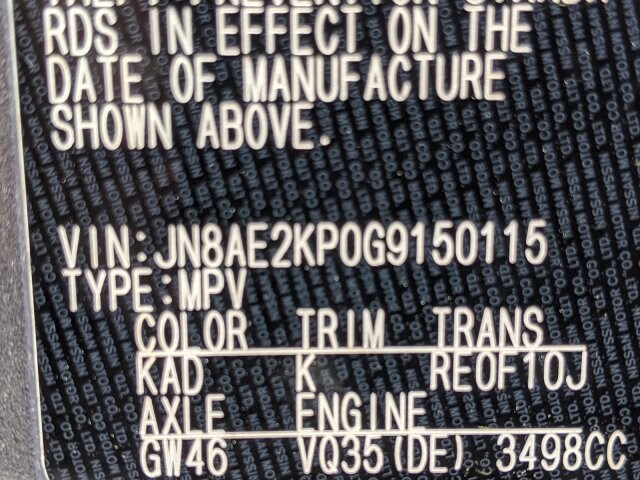 RDS IN EFFECT ON THE
DATE OF MANUFACTURE
SHOWN ABOVE.
VIN:JN8AE2KP0G9150115
TYPE:MPV
COLOR TRIM TRANS
KAD K RE0F10J
AXLE ENGINE
GW46 VQ35(DE) 3498CC